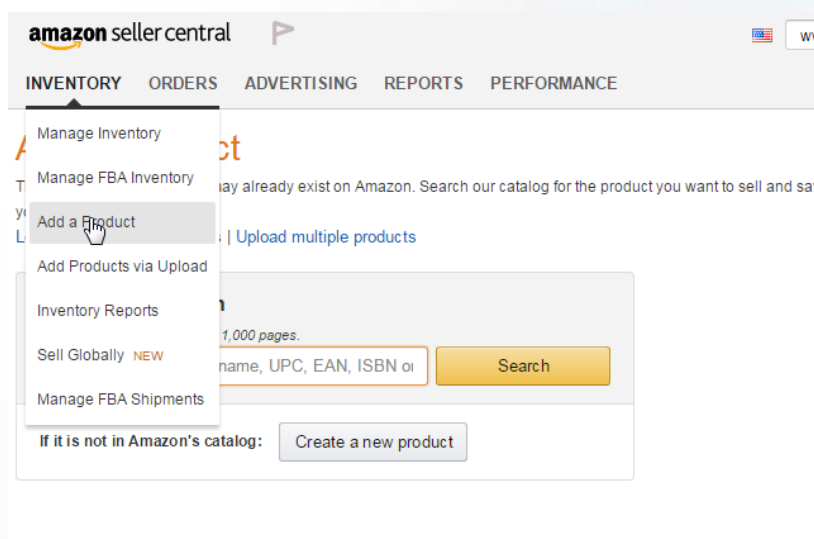 amazon seller central
INVENTORY ORDERS ADVERTISING REPORTS PERFORMANCE
Manage Inventory
Manage FBA Inventory
Add a Product
Add Products via Upload
Inventory Reports
Sell Globally NEW
Manage FBA Shipments
already exist on Amazon. Search our catalog for the product you want to sell and
| Upload multiple products
1,000 pages.
name, UPC, EAN, ISBN
Search
If it is not in Amazon's catalog: Create a new product